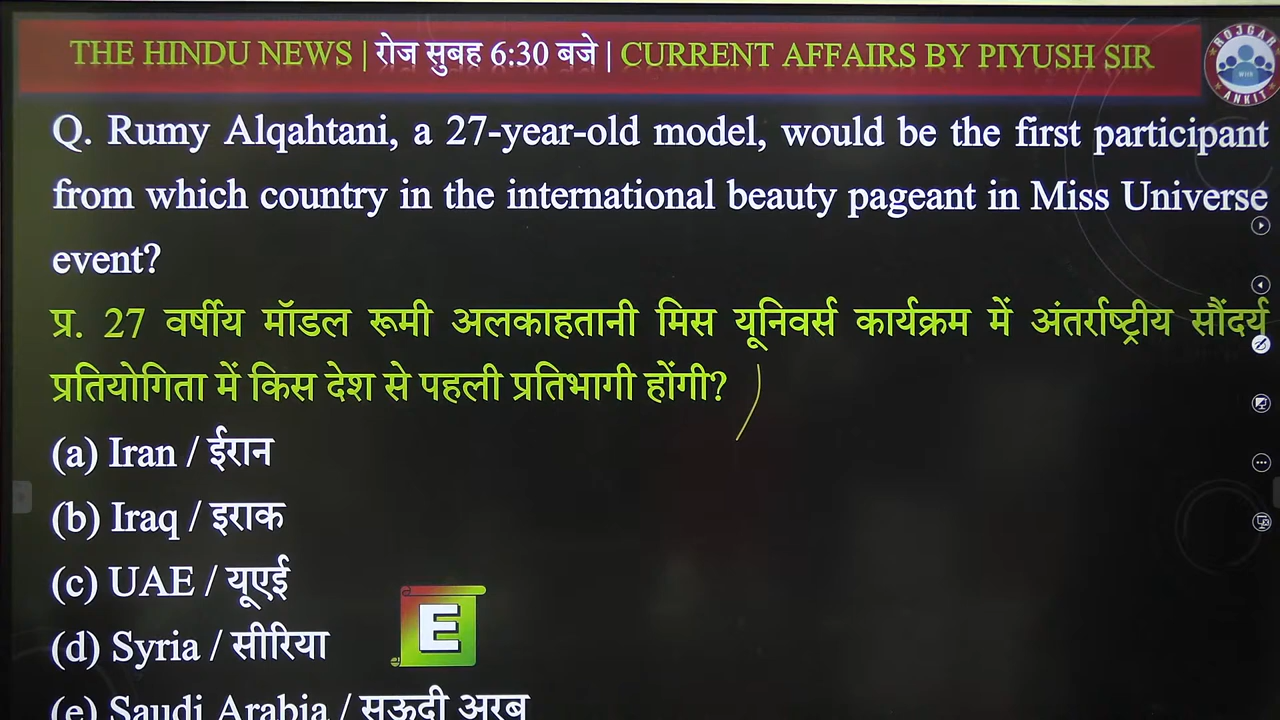 THE HINDU NEWS | रोज सुबह 6:30 बजे | CURRENT AFFAIRS BY PIYUSH SIR
ROJGAR
WITH
ANKIT
Q. Rumy Alqahtani, a 27-year-old model, would be the first participant
from which country in the international beauty pageant in Miss Universe
event?
प्र. 27 वर्षीय मॉडल रूमी अलकाहतानी मिस यूनिवर्स कार्यक्रम में अंतर्राष्ट्रीय सौंदर्य
प्रतियोगिता में किस देश से पहली प्रतिभागी होंगी?
(a) Iran / ईरान
(b) Iraq / इराक
(c) UAE / यूएई
(d) Syria / सीरिया
E
(e) Saudi Arabia / सऊदी अरब